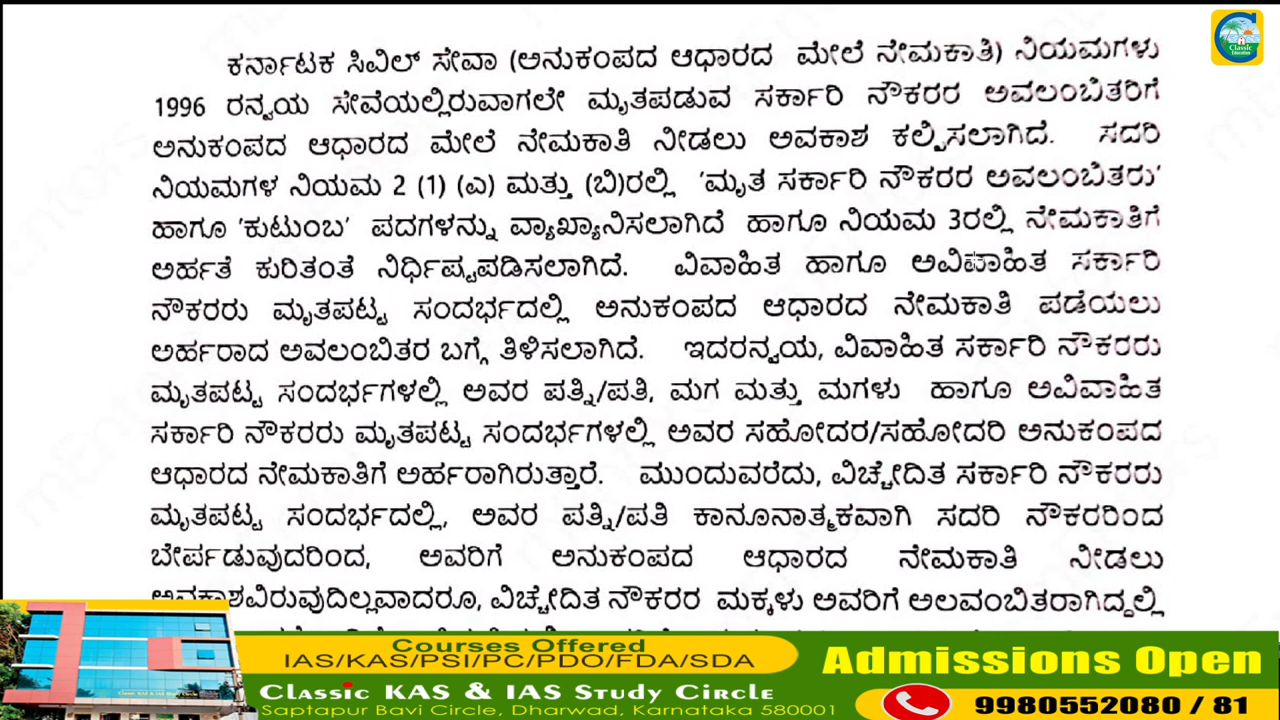 ಕರ್ನಾಟಕ ಸಿವಿಲ್ ಸೇವಾ (ಅನುಕಂಪದ ಆಧಾರದ ಮೇಲೆ ನೇಮಕಾತಿ) ನಿಯಮಗಳು
1996 ರನ್ವಯ ಸೇವೆಯಲ್ಲಿರುವಾಗಲೇ ಮೃತಪಡುವ ಸರ್ಕಾರಿ ನೌಕರರ ಅವಲಂಬಿತರಿಗೆ
ಅನುಕಂಪದ ಆಧಾರದ ಮೇಲೆ ನೇಮಕಾತಿ ನೀಡಲು ಅವಕಾಶ ಕಲ್ಪಿಸಲಾಗಿದೆ. ಸದರಿ
ನಿಯಮಗಳ ನಿಯಮ 2 (1) (ಎ) ಮತ್ತು (ಬಿ)ರಲ್ಲಿ 'ಮೃತ ಸರ್ಕಾರಿ ನೌಕರರ ಅವಲಂಬಿತರು'
ಹಾಗೂ 'ಕುಟುಂಬ' ಪದಗಳನ್ನು ವ್ಯಾಖ್ಯಾನಿಸಲಾಗಿದೆ ಹಾಗೂ ನಿಯಮ 3ರಲ್ಲಿ ನೇಮಕಾತಿಗೆ
ಅರ್ಹತೆ ಕುರಿತಂತೆ ನಿರ್ಧಿಷ್ಟಪಡಿಸಲಾಗಿದೆ. ವಿವಾಹಿತ ಹಾಗೂ ಅವಿವಾಹಿತ ಸರ್ಕಾರಿ
ನೌಕರರು ಮೃತಪಟ್ಟ ಸಂದರ್ಭದಲ್ಲಿ ಅನುಕಂಪದ ಆಧಾರದ ನೇಮಕಾತಿ ಪಡೆಯಲು
ಅರ್ಹರಾದ ಅವಲಂಬಿತರ ಬಗ್ಗೆ ತಿಳಿಸಲಾಗಿದೆ. ಇದರನ್ವಯ, ವಿವಾಹಿತ ಸರ್ಕಾರಿ ನೌಕರರು
ಮೃತಪಟ್ಟ ಸಂದರ್ಭಗಳಲ್ಲಿ ಅವರ ಪತ್ನಿ/ಪತಿ, ಮಗ ಮತ್ತು ಮಗಳು ಹಾಗೂ ಅವಿವಾಹಿತ
ಸರ್ಕಾರಿ ನೌಕರರು ಮೃತಪಟ್ಟ ಸಂದರ್ಭಗಳಲ್ಲಿ ಅವರ ಸಹೋದರ/ಸಹೋದರಿ ಅನುಕಂಪದ
ಆಧಾರದ ನೇಮಕಾತಿಗೆ ಅರ್ಹರಾಗಿರುತ್ತಾರೆ. ಮುಂದುವರೆದು, ವಿಚ್ಛೇದಿತ ಸರ್ಕಾರಿ ನೌಕರರು
ಮೃತಪಟ್ಟ ಸಂದರ್ಭದಲ್ಲಿ, ಅವರ ಪತ್ನಿ/ಪತಿ ಕಾನೂನಾತ್ಮಕವಾಗಿ ಸದರಿ ನೌಕರರಿಂದ
ಬೇರ್ಪಡುವುದರಿಂದ, ಅವರಿಗೆ ಅನುಕಂಪದ ಆಧಾರದ ನೇಮಕಾತಿ ನೀಡಲು
ಅವಕಾಶವಿರುವುದಿಲ್ಲವಾದರೂ, ವಿಚ್ಛೇದಿತ ನೌಕರರ ಮಕ್ಕಳು ಅವರಿಗೆ ಅಲವಂಬಿತರಾಗಿದ್ದಲ್ಲಿ
Classic
Education
Courses Offered
IAS/KAS/PSI/PC/PDO/FDA/SDA
Classic KAS & IAS Study Circle
Saptapur Bavi Circle, Dharwad, Karnataka 580001
Admissions Open
9980552080 / 81